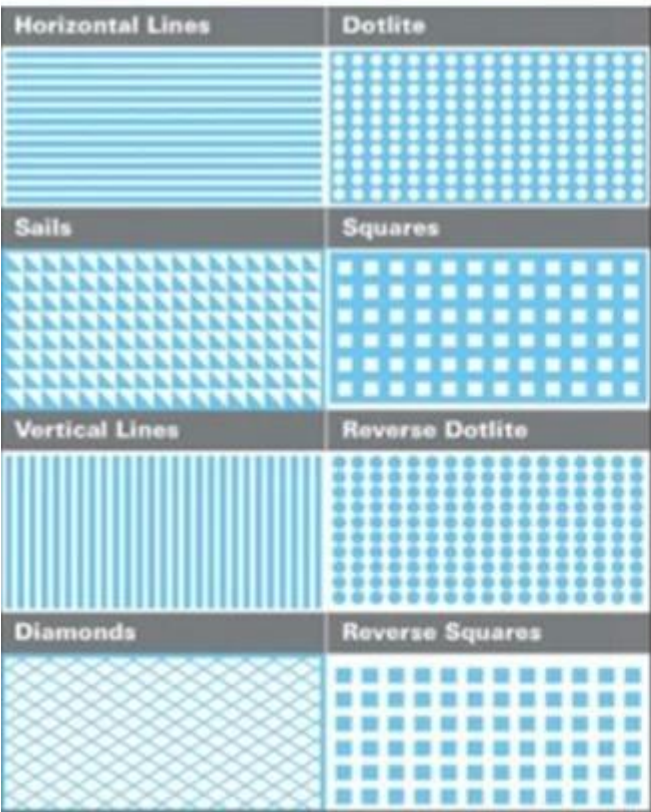 Horizontal Lines
Dotlite
Sails
Squares
Vertical Lines
Reverse Dotlite
Diamonds
Reverse Squares